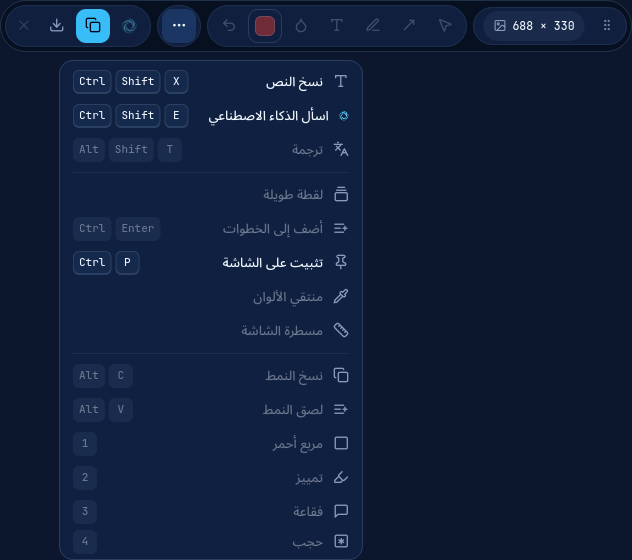 688 × 330
نسخ النص Ctrl Shift X
اسأل الذكاء الاصطناعي Ctrl Shift E
ترجمة Alt Shift T
لقطة طويلة
أضف إلى الخطوات Ctrl Enter
تثبيت على الشاشة Ctrl P
منتقي الألوان
مسطرة الشاشة
نسخ النمط Alt C
لصق النمط Alt V
مربع أحمر 1
تمييز 2
فقاعة 3
حجب 4